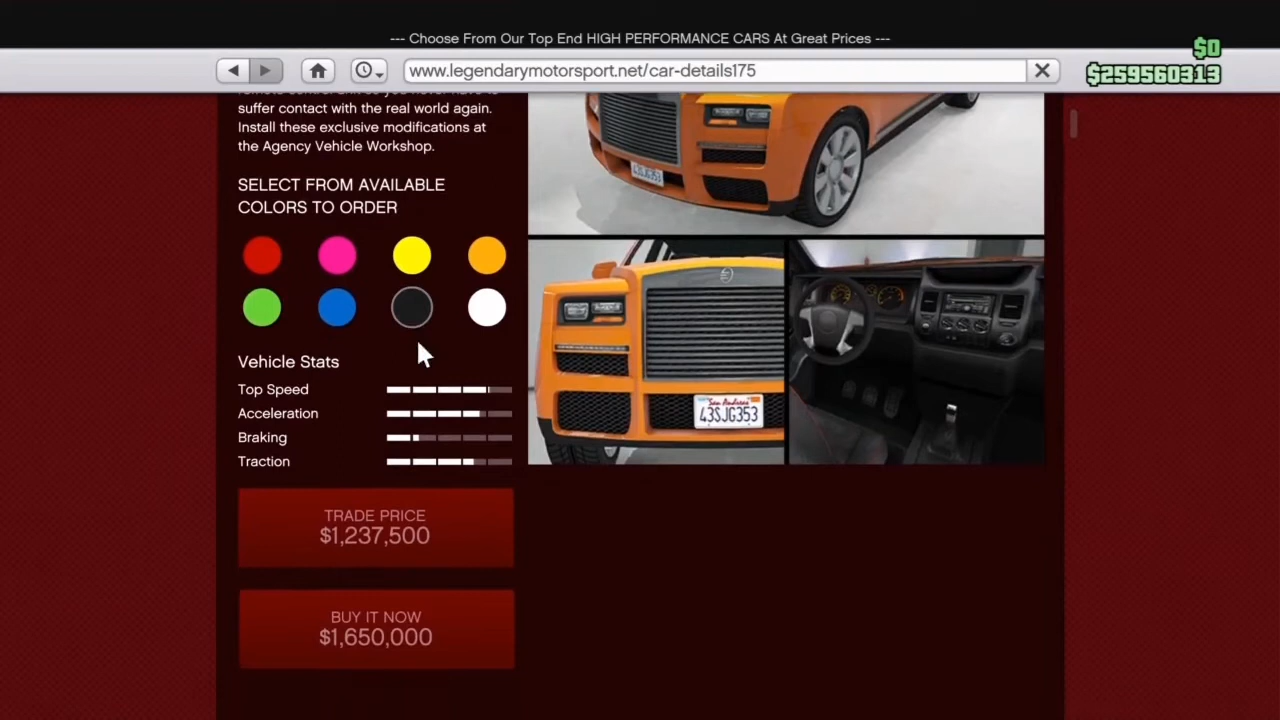 --- Choose From Our Top End HIGH PERFORMANCE CARS At Great Prices ---
$0
$259560313
www.legendarymotorsport.net/car-details175
suffer contact with the real world again.
Install these exclusive modifications at
the Agency Vehicle Workshop.
SELECT FROM AVAILABLE
COLORS TO ORDER
Vehicle Stats
Top Speed
Acceleration
Braking
Traction
TRADE PRICE
$1,237,500
BUY IT NOW
$1,650,000
43SJG353
San Andreas
43SJG353